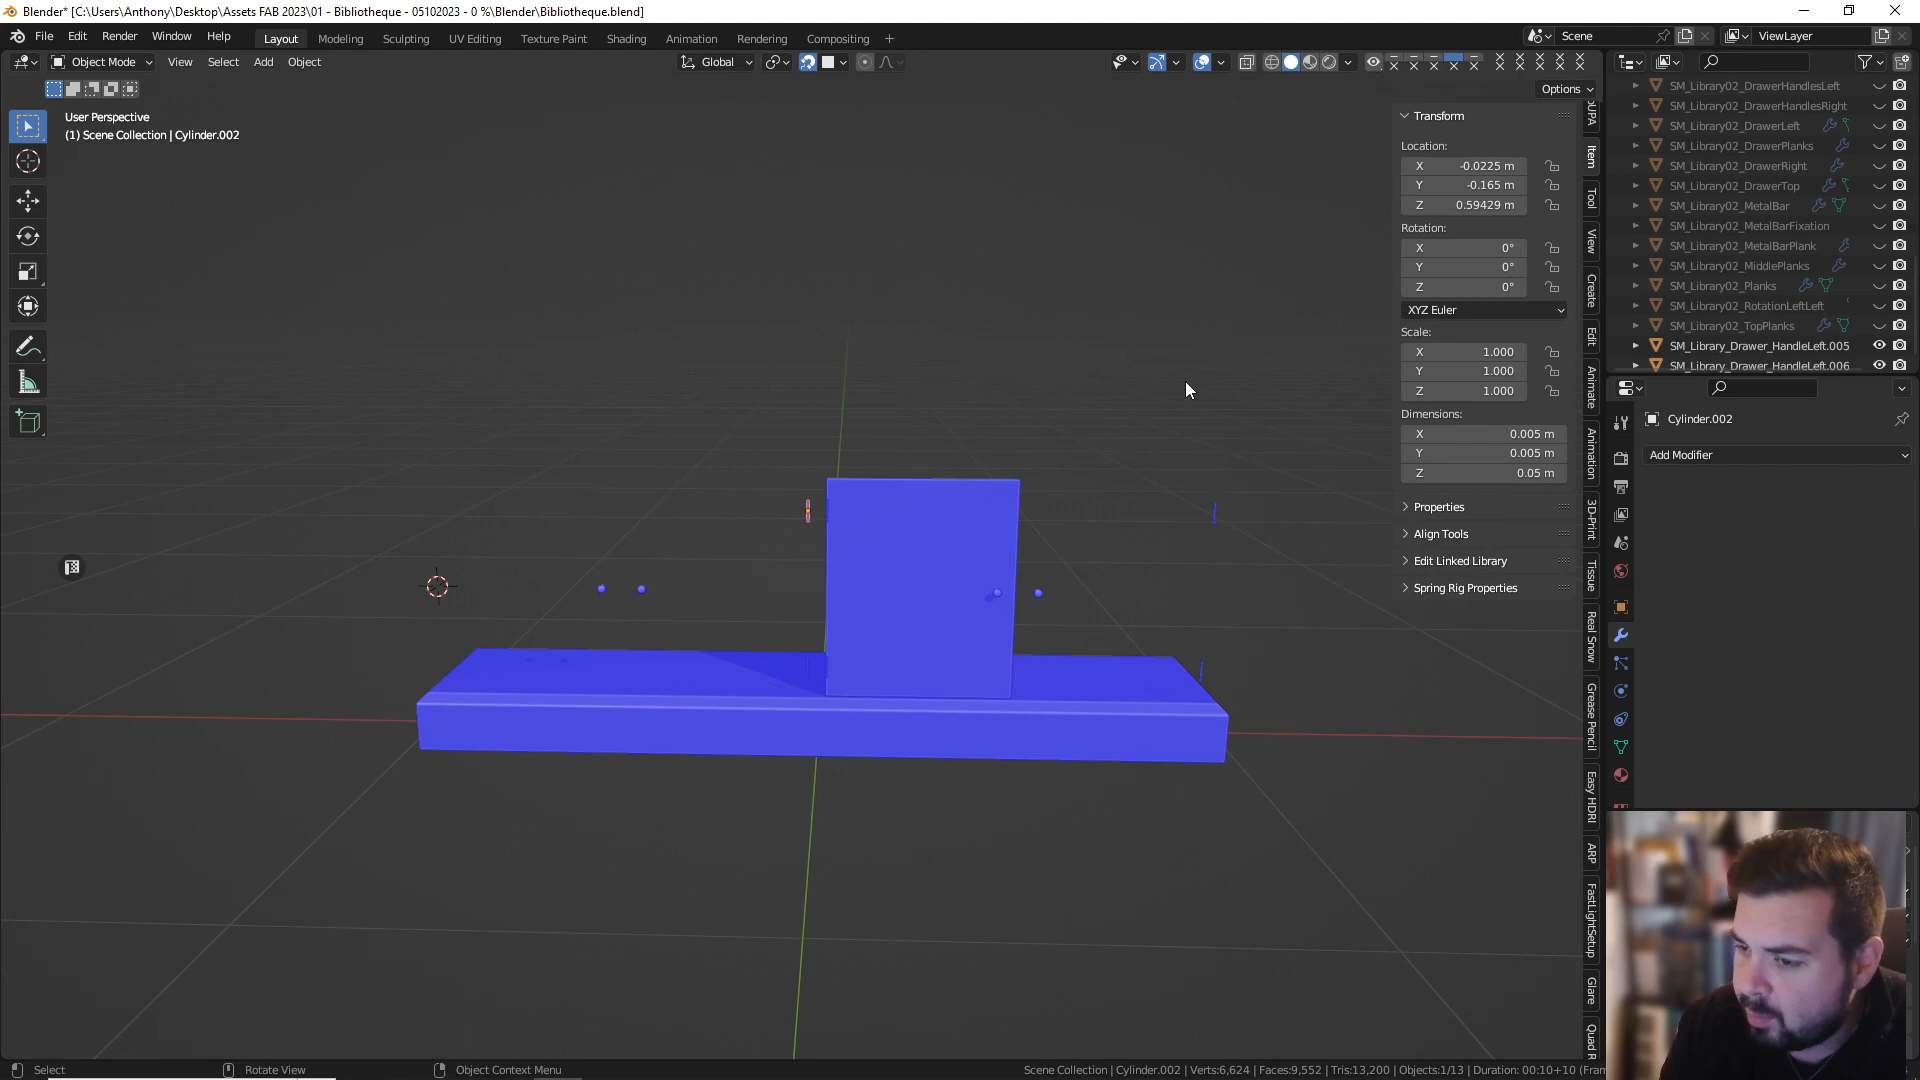 Blender* [C:\Users\Anthony\Desktop\Assets FAB 2023\01 - Bibliotheque - 05102023 - 0 %\Blender\Bibliotheque.blend]
File Edit Render Window Help Layout Modeling Sculpting UV Editing Texture Paint Shading Animation Rendering Compositing Scene ViewLayer
Object Mode View Select Add Object Global
Options
User Perspective
(1) Scene Collection | Cylinder.002
Transform
Location:
X -0.0225 m
Y -0.165 m
Z 0.59429 m
Rotation:
X 0°
Y 0°
Z 0°
XYZ Euler
Scale:
X 1.000
Y 1.000
Z 1.000
Dimensions:
X 0.005 m
Y 0.005 m
Z 0.05 m
Properties
Align Tools
Edit Linked Library
Spring Rig Properties
Item
Tool
View
Create
Edit
Animate
Animation
3D-Print
Tissue
Real Snow
Grease Pencil
Easy HDRI
ARP
FastLightSetup
Glare
Quad R
SM_Library02_DrawerHandlesLeft
SM_Library02_DrawerHandlesRight
SM_Library02_DrawerLeft
SM_Library02_DrawerPlanks
SM_Library02_DrawerRight
SM_Library02_DrawerTop
SM_Library02_MetalBar
SM_Library02_MetalBarFixation
SM_Library02_MetalBarPlank
SM_Library02_MiddlePlanks
SM_Library02_Planks
SM_Library02_RotationLeftLeft
SM_Library02_TopPlanks
SM_Library_Drawer_HandleLeft.005
SM_Library_Drawer_HandleLeft.006
Cylinder.002
Add Modifier
Select Rotate View Object Context Menu Scene Collection | Cylinder.002 | Verts:6,624 | Faces:9,552 | Tris:13,200 | Objects:1/13 | Duration: 00:10+10 (Fram